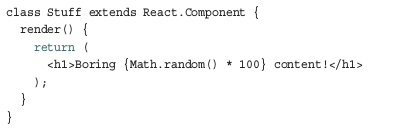 class Stuff extends React.Component {
  render() {
    return (
      <h1>Boring {Math.random() * 100} content!</h1>
    );
  }
}